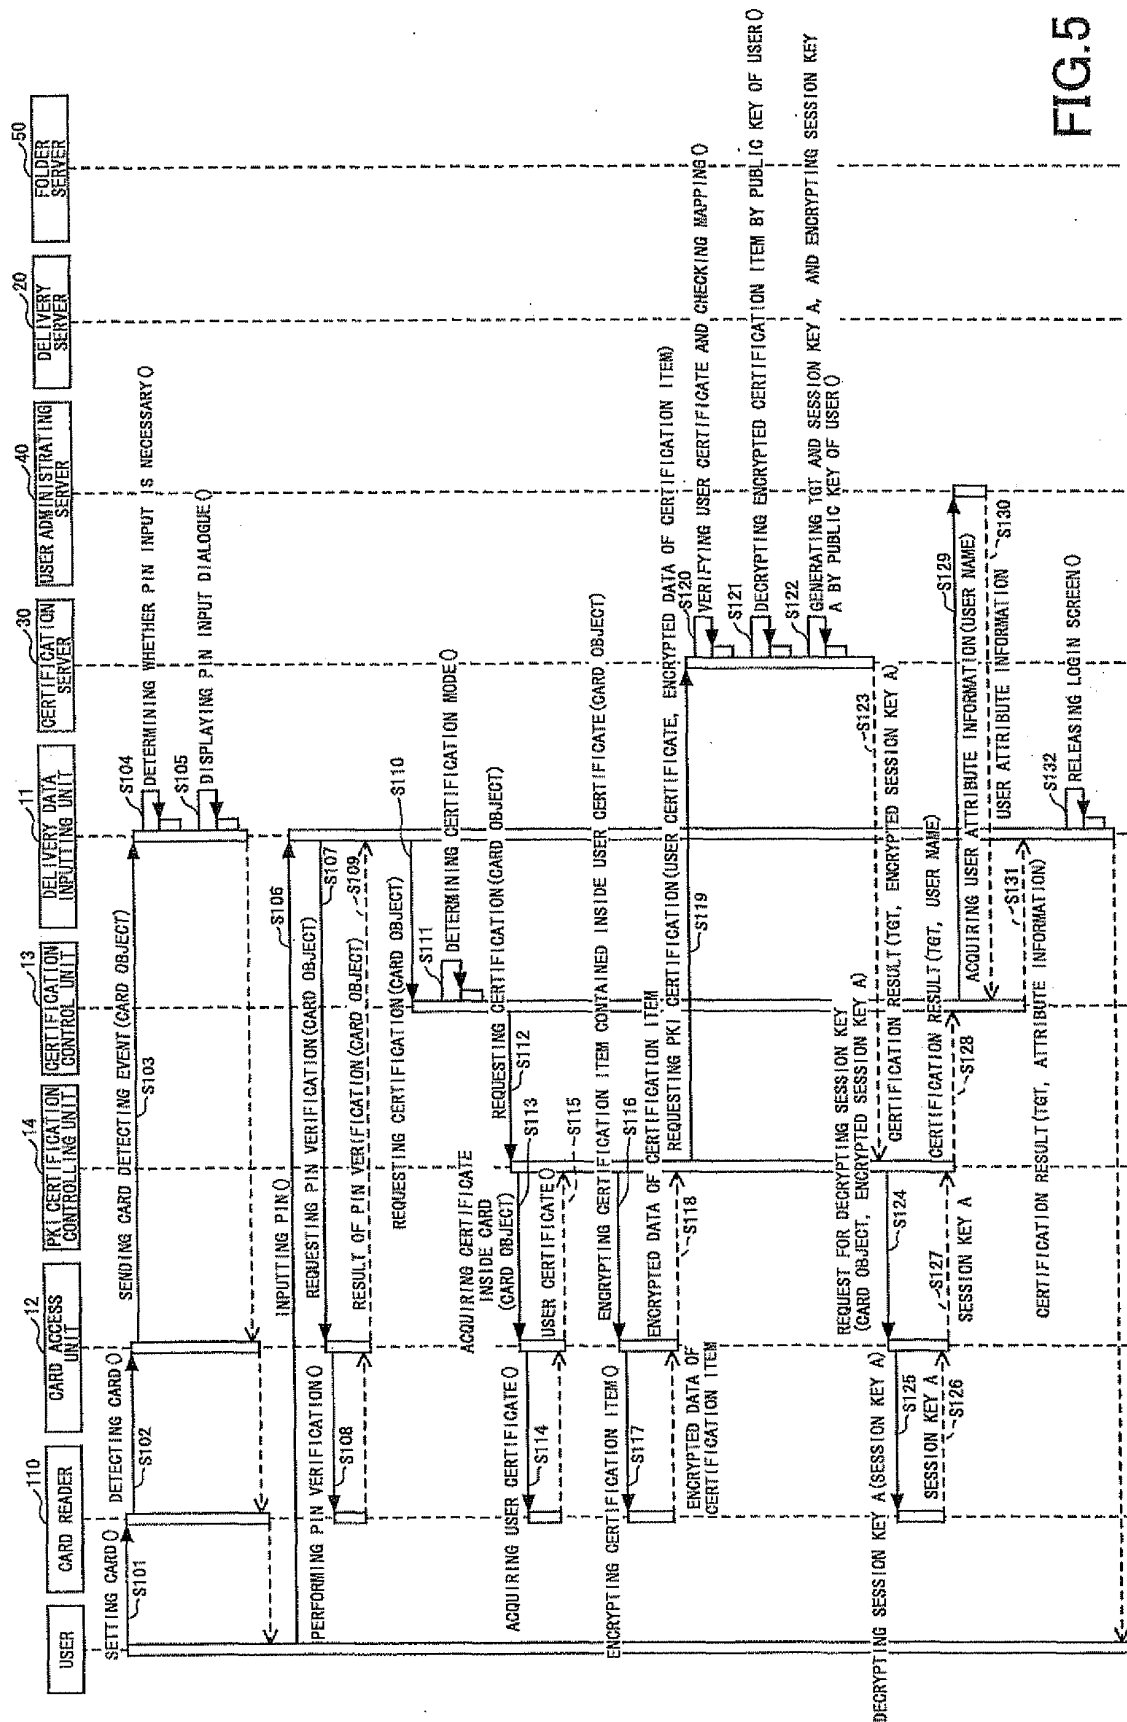 FIG.5
USER
110
CARD READER
12
CARD ACCESS
UNIT
14
PKI CERTIFICATION
CONTROLLING UNIT
13
CERTIFICATION
CONTROL UNIT
11
DELIVERY DATA
INPUTTING UNIT
30
CERTIFICATION
SERVER
40
USER ADMINISTRATING
SERVER
20
DELIVERY
SERVER
50
FOLDER
SERVER
SETTING CARD()
S101
DETECTING CARD()
S102
SENDING CARD DETECTING EVENT(CARD OBJECT)
S103
S104
DETERMINING WHETHER PIN INPUT IS NECESSARY()
S105
DISPLAYING PIN INPUT DIALOGUE()
INPUTTING PIN()
S106
REQUESTING PIN VERIFICATION(CARD OBJECT)
S107
PERFORMING PIN VERIFICATION()
S108
RESULT OF PIN VERIFICATION(CARD OBJECT)
S109
REQUESTING CERTIFICATION(CARD OBJECT)
S110
S111
DETERMINING CERTIFICATION MODE()
REQUESTING CERTIFICATION(CARD OBJECT)
S112
ACQUIRING CERTIFICATE
INSIDE CARD
(CARD OBJECT)
S113
ACQUIRING USER CERTIFICATE()
S114
USER CERTIFICATE()
S115
ENCRYPTING CERTIFICATION ITEM CONTAINED INSIDE USER CERTIFICATE(CARD OBJECT)
S116
ENCRYPTING CERTIFICATION ITEM()
S117
ENCRYPTED DATA OF CERTIFICATION ITEM
S118
ENCRYPTED DATA OF
CERTIFICATION ITEM
REQUESTING PKI CERTIFICATION(USER CERTIFICATE, ENCRYPTED DATA OF CERTIFICATION ITEM)
S119
S120
VERIFYING USER CERTIFICATE AND CHECKING MAPPING()
S121
DECRYPTING ENCRYPTED CERTIFICATION ITEM BY PUBLIC KEY OF USER()
S122
GENERATING TGT AND SESSION KEY A, AND ENCRYPTING SESSION KEY
A BY PUBLIC KEY OF USER()
S123
CERTIFICATION RESULT(TGT, ENCRYPTED SESSION KEY A)
REQUEST FOR DECRYPTING SESSION KEY
(CARD OBJECT, ENCRYPTED SESSION KEY A)
S124
DECRYPTING SESSION KEY A(SESSION KEY A)
S125
SESSION KEY A
S126
S127
SESSION KEY A
CERTIFICATION RESULT(TGT, USER NAME)
S128
ACQUIRING USER ATTRIBUTE INFORMATION(USER NAME)
S129
S130
USER ATTRIBUTE INFORMATION
S131
CERTIFICATION RESULT(TGT, ATTRIBUTE INFORMATION)
S132
RELEASING LOGIN SCREEN()